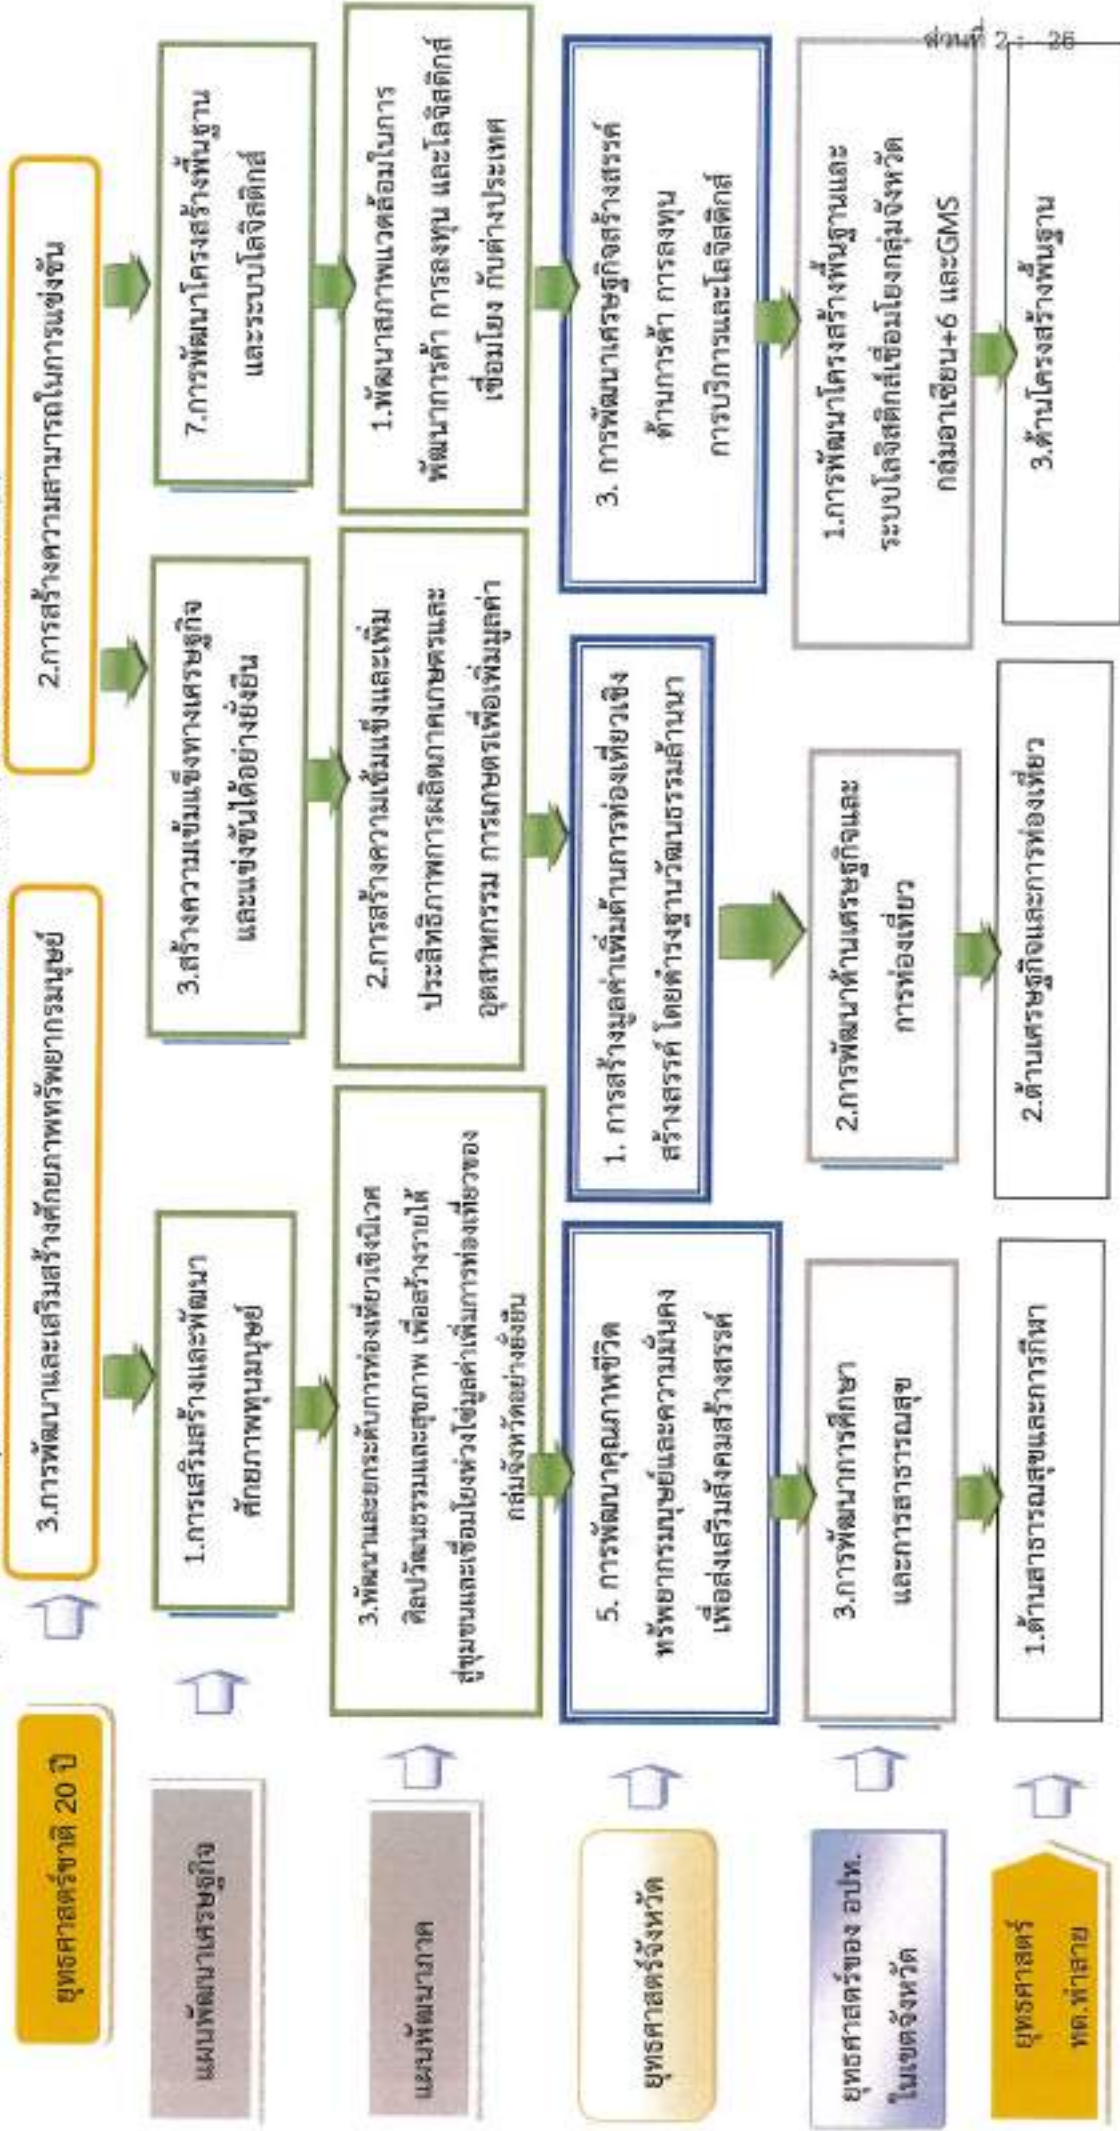 ส่วนที่ 2 : 26
ยุทธศาสตร์ชาติ 20 ปี
3.การพัฒนาและเสริมสร้างศักยภาพทรัพยากรมนุษย์
2.การสร้างความสามารถในการแข่งขัน
แผนพัฒนาเศรษฐกิจ
1.การเสริมสร้างและพัฒนา
ศักยภาพทุนมนุษย์
3.สร้างความเข้มแข็งทางเศรษฐกิจ
และแข่งขันได้อย่างยั่งยืน
7.การพัฒนาโครงสร้างพื้นฐาน
และระบบโลจิสติกส์
แผนพัฒนาภาค
3.พัฒนาและยกระดับการท่องเที่ยวเชิงนิเวศ
ศิลปวัฒนธรรมและสุขภาพ เพื่อสร้างรายได้
สู่ชุมชนและเชื่อมโยงห่วงโซ่มูลค่าเพิ่มการท่องเที่ยวของ
กลุ่มจังหวัดอย่างยั่งยืน
2.การสร้างความเข้มแข็งและเพิ่ม
ประสิทธิภาพการผลิตภาคเกษตรและ
อุตสาหกรรม การเกษตรเพื่อเพิ่มมูลค่า
1.พัฒนาสภาพแวดล้อมในการ
พัฒนาการค้า การลงทุน และโลจิสติกส์
เชื่อมโยง กับต่างประเทศ
ยุทธศาสตร์จังหวัด
5. การพัฒนาคุณภาพชีวิต
ทรัพยากรมนุษย์และความมั่นคง
เพื่อส่งเสริมสังคมสร้างสรรค์
1. การสร้างมูลค่าเพิ่มด้านการท่องเที่ยวเชิง
สร้างสรรค์ โดยดำรงฐานวัฒนธรรมล้านนา
3. การพัฒนาเศรษฐกิจสร้างสรรค์
ด้านการค้า การลงทุน
การบริการและโลจิสติกส์
ยุทธศาสตร์ของ อปท.
ในเขตจังหวัด
3.การพัฒนาการศึกษา
และการสาธารณสุข
2.การพัฒนาด้านเศรษฐกิจและ
การท่องเที่ยว
1.การพัฒนาโครงสร้างพื้นฐานและ
ระบบโลจิสติกส์เชื่อมโยงกลุ่มจังหวัด
กลุ่มอาเซียน+6 และGMS
ยุทธศาสตร์
ทต.ท่าสาย
1.ด้านสาธารณสุขและการกีฬา
2.ด้านเศรษฐกิจและการท่องเที่ยว
3.ด้านโครงสร้างพื้นฐาน